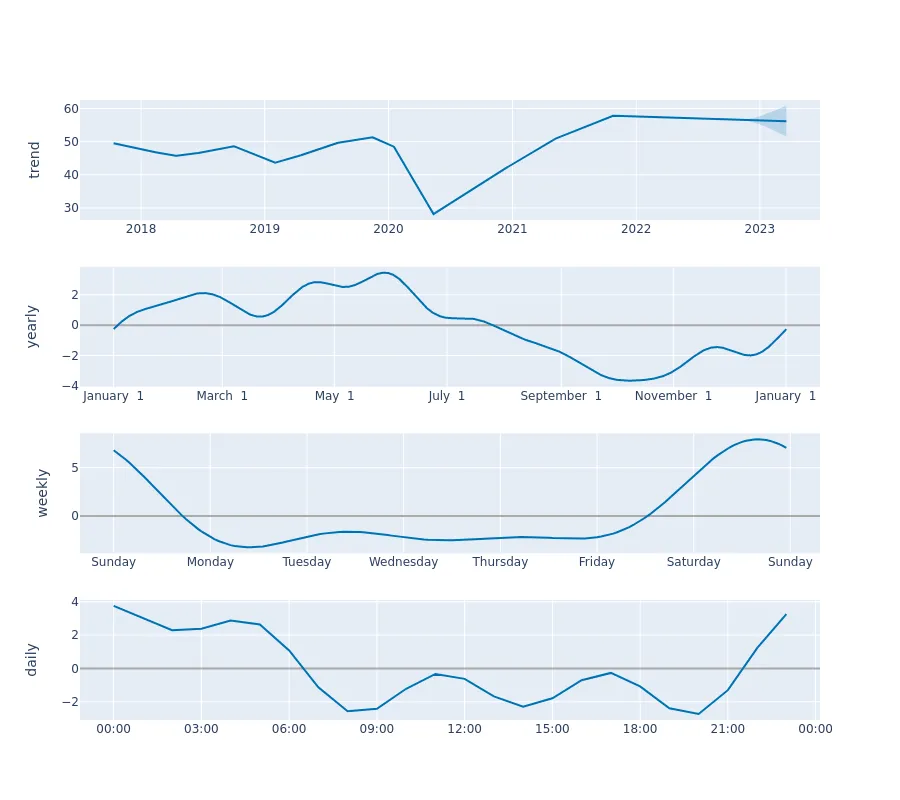 trend
60
50
40
30
2018 2019 2020 2021 2022 2023
yearly
2
0
−2
−4
January 1 March 1 May 1 July 1 September 1 November 1 January 1
weekly
5
0
Sunday Monday Tuesday Wednesday Thursday Friday Saturday Sunday
daily
4
2
0
−2
00:00 03:00 06:00 09:00 12:00 15:00 18:00 21:00 00:00